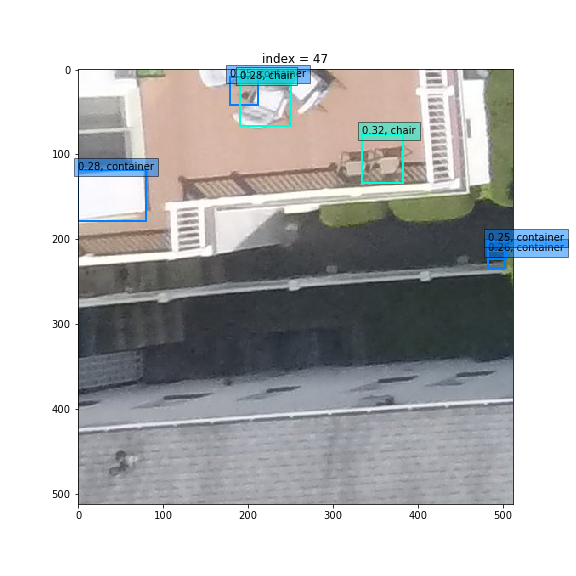 index = 47
0.28, chair
0.32, chair
0.28, container
0.25, container
0.26, container
0
100
200
300
400
500
0
100
200
300
400
500